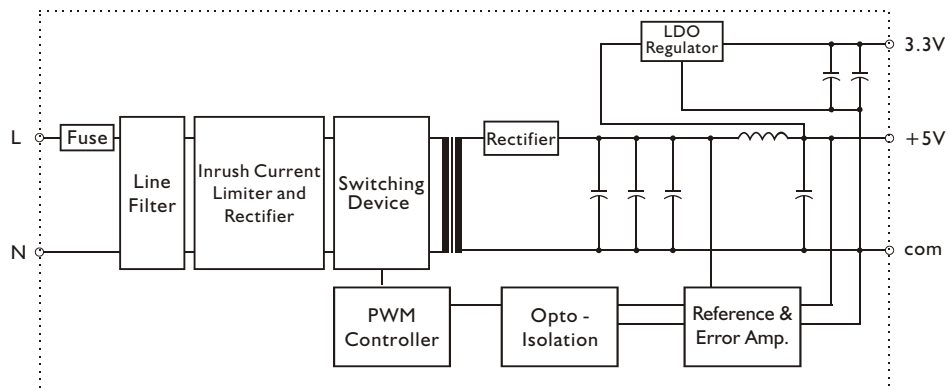 LDO
Regulator
3.3V
L
Fuse
Line
Filter
Inrush Current
Limiter and
Rectifier
Switching
Device
Rectifier
+5V
N
com
PWM
Controller
Opto -
Isolation
Reference &
Error Amp.